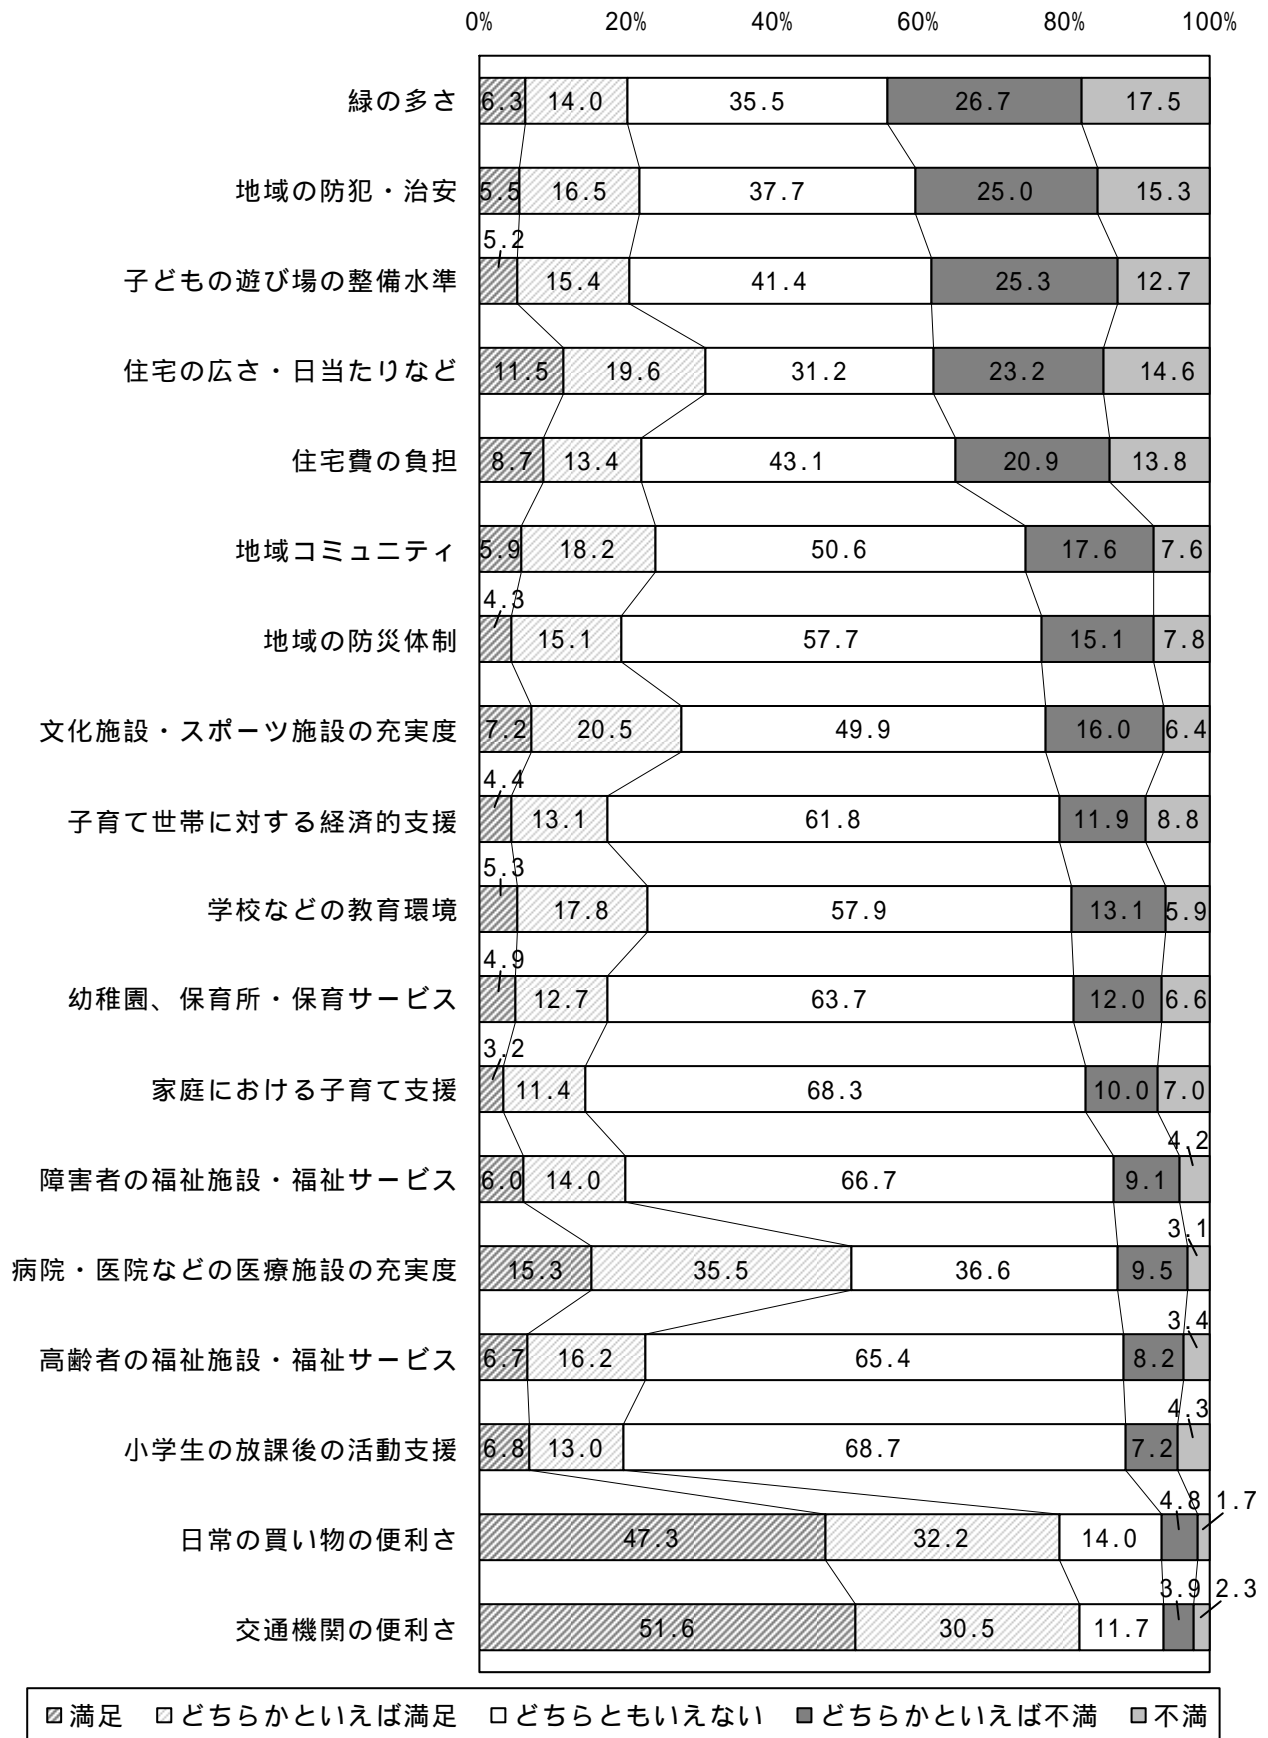 0% 20% 40% 60% 80% 100%
緑の多さ 6.3 14.0 35.5 26.7 17.5
地域の防犯・治安 5.5 16.5 37.7 25.0 15.3
5.2
子どもの遊び場の整備水準 15.4 41.4 25.3 12.7
住宅の広さ・日当たりなど 11.5 19.6 31.2 23.2 14.6
住宅費の負担 8.7 13.4 43.1 20.9 13.8
地域コミュニティ 5.9 18.2 50.6 17.6 7.6
4.3
地域の防災体制 15.1 57.7 15.1 7.8
文化施設・スポーツ施設の充実度 7.2 20.5 49.9 16.0 6.4
4.4
子育て世帯に対する経済的支援 13.1 61.8 11.9 8.8
5.3
学校などの教育環境 17.8 57.9 13.1 5.9
4.9
幼稚園、保育所・保育サービス 12.7 63.7 12.0 6.6
3.2
家庭における子育て支援 11.4 68.3 10.0 7.0
4.2
障害者の福祉施設・福祉サービス 6.0 14.0 66.7 9.1
3.1
病院・医院などの医療施設の充実度 15.3 35.5 36.6 9.5
3.4
高齢者の福祉施設・福祉サービス 6.7 16.2 65.4 8.2
4.3
小学生の放課後の活動支援 6.8 13.0 68.7 7.2
4.8 1.7
日常の買い物の便利さ 47.3 32.2 14.0
3.9 2.3
交通機関の便利さ 51.6 30.5 11.7
満足 どちらかといえば満足 どちらともいえない どちらかといえば不満 不満